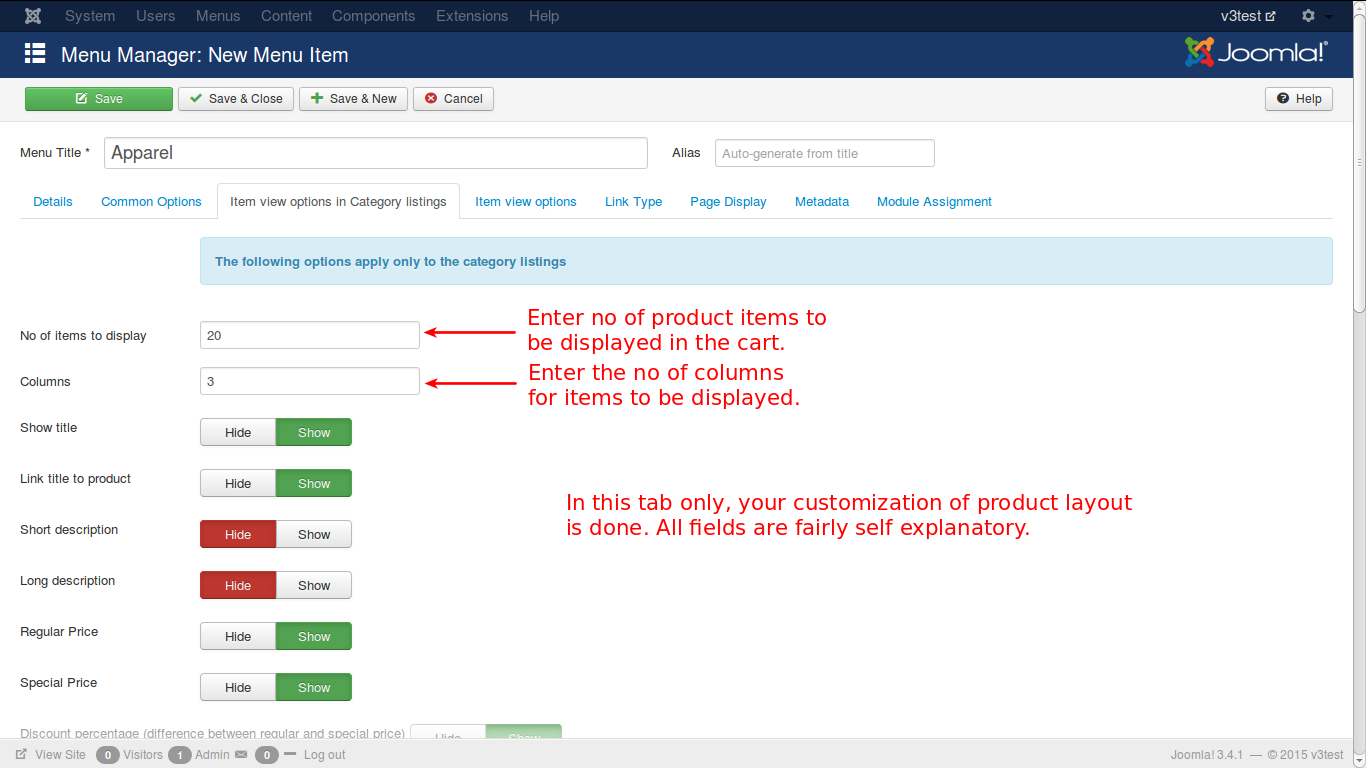 System Users Menus Content Components Extensions Help v3test
Menu Manager: New Menu Item Joomla!®
Save Save & Close Save & New Cancel Help
Menu Title * Apparel Alias Auto-generate from title
Details Common Options Item view options in Category listings Item view options Link Type Page Display Metadata Module Assignment
The following options apply only to the category listings
No of items to display 20
Enter no of product items to
be displayed in the cart.
Columns 3
Enter the no of columns
for items to be displayed.
Show title Hide Show
Link title to product Hide Show
In this tab only, your customization of product layout
is done. All fields are fairly self explanatory.
Short description Hide Show
Long description Hide Show
Regular Price Hide Show
Special Price Hide Show
Discount percentage (difference between regular and special price) Hide Show
View Site 0 Visitors 1 Admin 0 Log out Joomla! 3.4.1 — © 2015 v3test